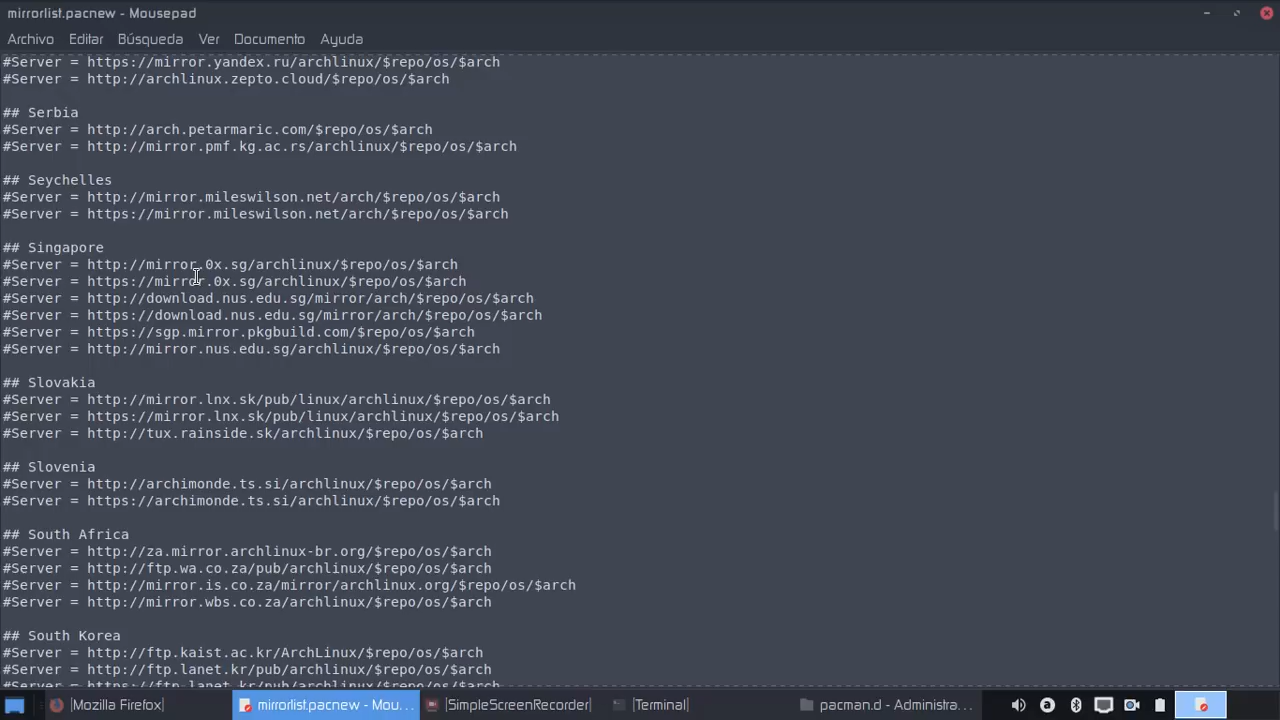 mirrorlist.pacnew - Mousepad
Archivo Editar Búsqueda Ver Documento Ayuda
#Server = https://mirror.yandex.ru/archlinux/$repo/os/$arch
#Server = http://archlinux.zepto.cloud/$repo/os/$arch
## Serbia
#Server = http://arch.petarmaric.com/$repo/os/$arch
#Server = http://mirror.pmf.kg.ac.rs/archlinux/$repo/os/$arch
## Seychelles
#Server = http://mirror.mileswilson.net/arch/$repo/os/$arch
#Server = https://mirror.mileswilson.net/arch/$repo/os/$arch
## Singapore
#Server = http://mirror.0x.sg/archlinux/$repo/os/$arch
#Server = https://mirror.0x.sg/archlinux/$repo/os/$arch
#Server = http://download.nus.edu.sg/mirror/arch/$repo/os/$arch
#Server = https://download.nus.edu.sg/mirror/arch/$repo/os/$arch
#Server = https://sgp.mirror.pkgbuild.com/$repo/os/$arch
#Server = http://mirror.nus.edu.sg/archlinux/$repo/os/$arch
## Slovakia
#Server = http://mirror.lnx.sk/pub/linux/archlinux/$repo/os/$arch
#Server = https://mirror.lnx.sk/pub/linux/archlinux/$repo/os/$arch
#Server = http://tux.rainside.sk/archlinux/$repo/os/$arch
## Slovenia
#Server = http://archimonde.ts.si/archlinux/$repo/os/$arch
#Server = https://archimonde.ts.si/archlinux/$repo/os/$arch
## South Africa
#Server = http://za.mirror.archlinux-br.org/$repo/os/$arch
#Server = http://ftp.wa.co.za/pub/archlinux/$repo/os/$arch
#Server = http://mirror.is.co.za/mirror/archlinux.org/$repo/os/$arch
#Server = http://mirror.wbs.co.za/archlinux/$repo/os/$arch
## South Korea
#Server = http://ftp.kaist.ac.kr/ArchLinux/$repo/os/$arch
#Server = http://ftp.lanet.kr/pub/archlinux/$repo/os/$arch
#Server = https://ftp.lanet.kr/pub/archlinux/$repo/os/$arch
[Mozilla Firefox] mirrorlist.pacnew - Mou... [SimpleScreenRecorder] [Terminal] pacman.d - Administra...